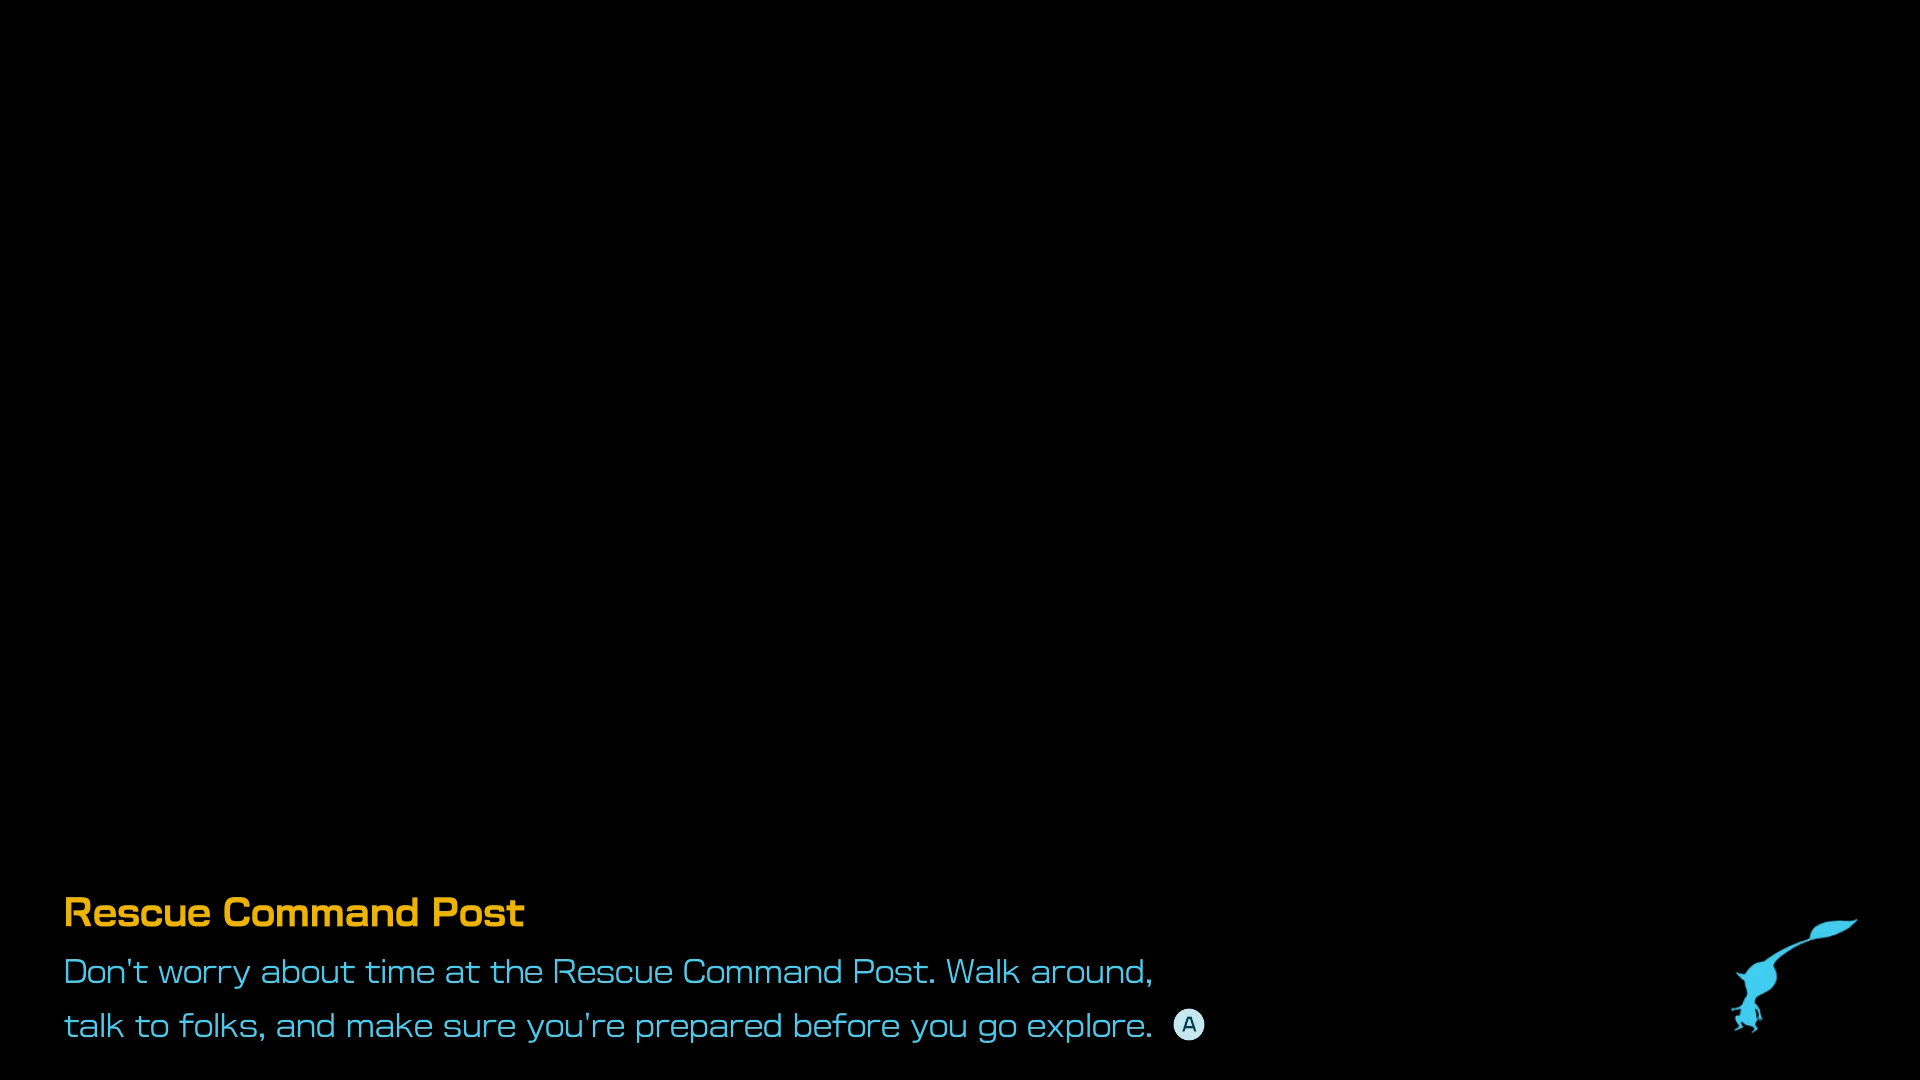 Rescue Command Post
Don't worry about time at the Rescue Command Post. Walk around,
talk to folks, and make sure you're prepared before you go explore. A